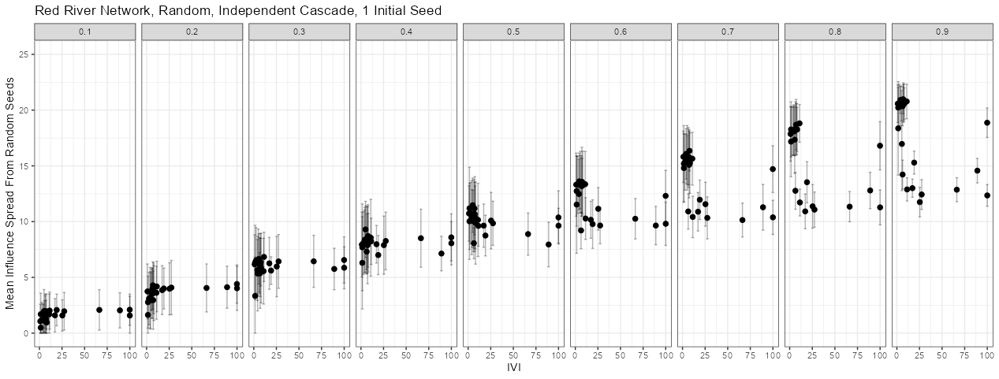 Red River Network, Random, Independent Cascade, 1 Initial Seed
0.1 0.2 0.3 0.4 0.5 0.6 0.7 0.8 0.9
Mean Influence Spread From Random Seeds
25
20
15
10
5
0
0 25 50 75 100 0 25 50 75 100 0 25 50 75 100 0 25 50 75 100 0 25 50 75 100 0 25 50 75 100 0 25 50 75 100 0 25 50 75 100 0 25 50 75 100
IVI